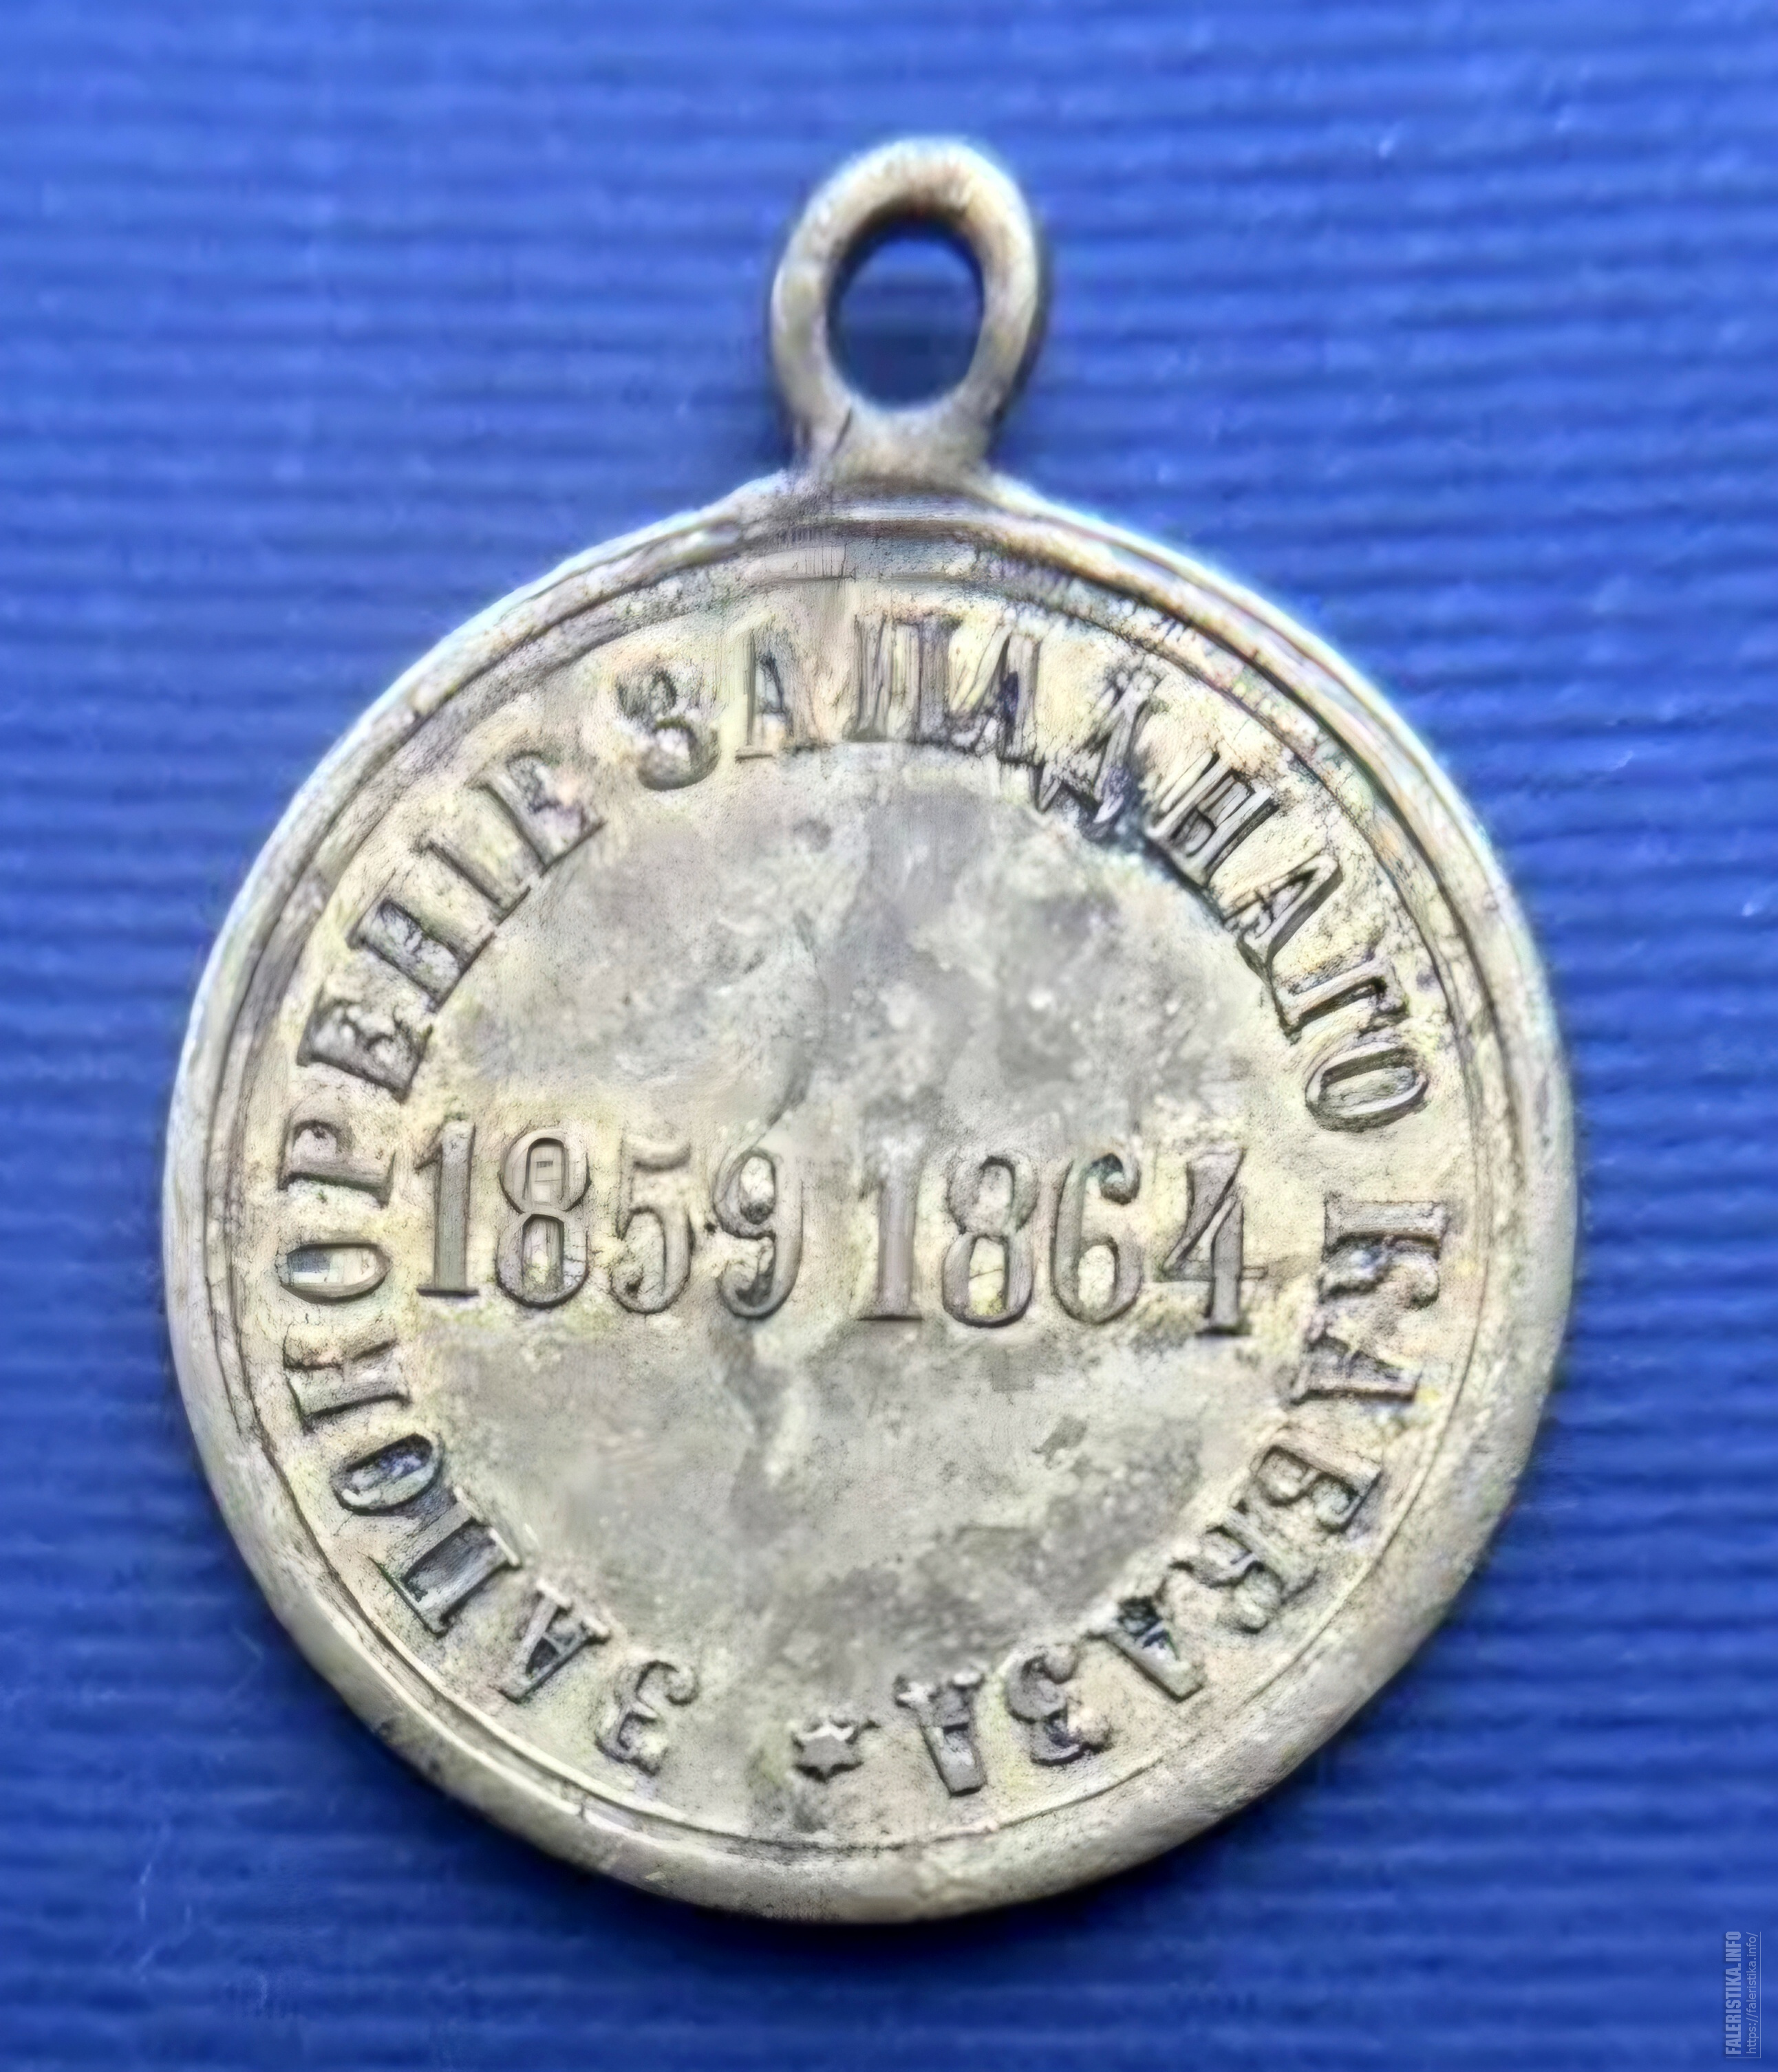 ЗА ПОКОРЕНІЕ ЗАПАДНАГО КАВКАЗА
1859 1864
FALERISTIKA.INFO
https://faleristika.info/